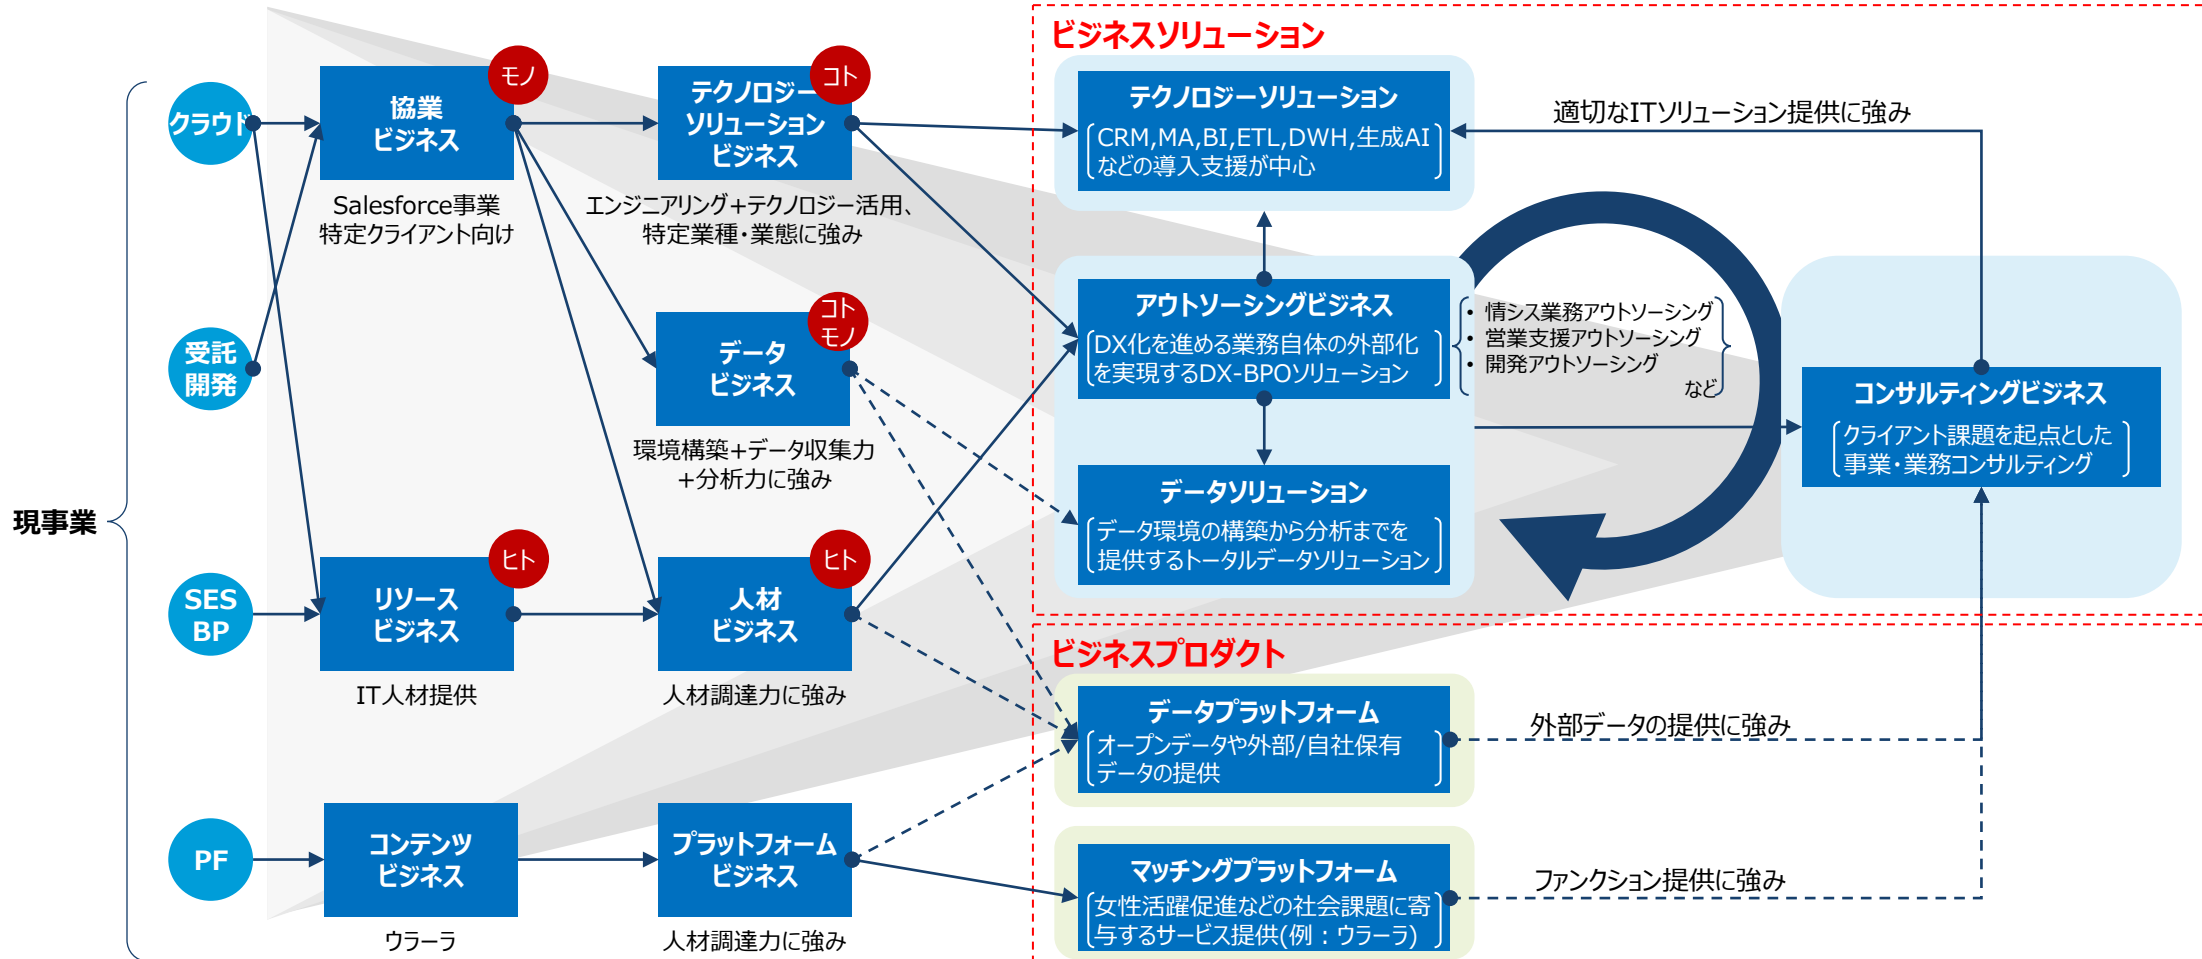 現事業
クラウド
受託
開発
SES
BP
PF
モノ
協業
ビジネス
Salesforce事業
特定クライアント向け
ヒト
リソース
ビジネス
IT人材提供
コンテンツ
ビジネス
ウラーラ
コト
テクノロジー
ソリューション
ビジネス
エンジニアリング+テクノロジー活用、
特定業種・業態に強み
コト
モノ
データ
ビジネス
環境構築+データ収集力
+分析力に強み
ヒト
人材
ビジネス
人材調達力に強み
プラットフォーム
ビジネス
人材調達力に強み
ビジネスソリューション
テクノロジーソリューション
CRM,MA,BI,ETL,DWH,生成AI
などの導入支援が中心
適切なITソリューション提供に強み
アウトソーシングビジネス
DX化を進める業務自体の外部化
を実現するDX-BPOソリューション
• 情シス業務アウトソーシング
• 営業支援アウトソーシング
• 開発アウトソーシング
など
データソリューション
データ環境の構築から分析までを
提供するトータルデータソリューション
コンサルティングビジネス
クライアント課題を起点とした
事業・業務コンサルティング
ビジネスプロダクト
データプラットフォーム
オープンデータや外部/自社保有
データの提供
外部データの提供に強み
マッチングプラットフォーム
女性活躍促進などの社会課題に寄
与するサービス提供(例：ウラーラ)
ファンクション提供に強み